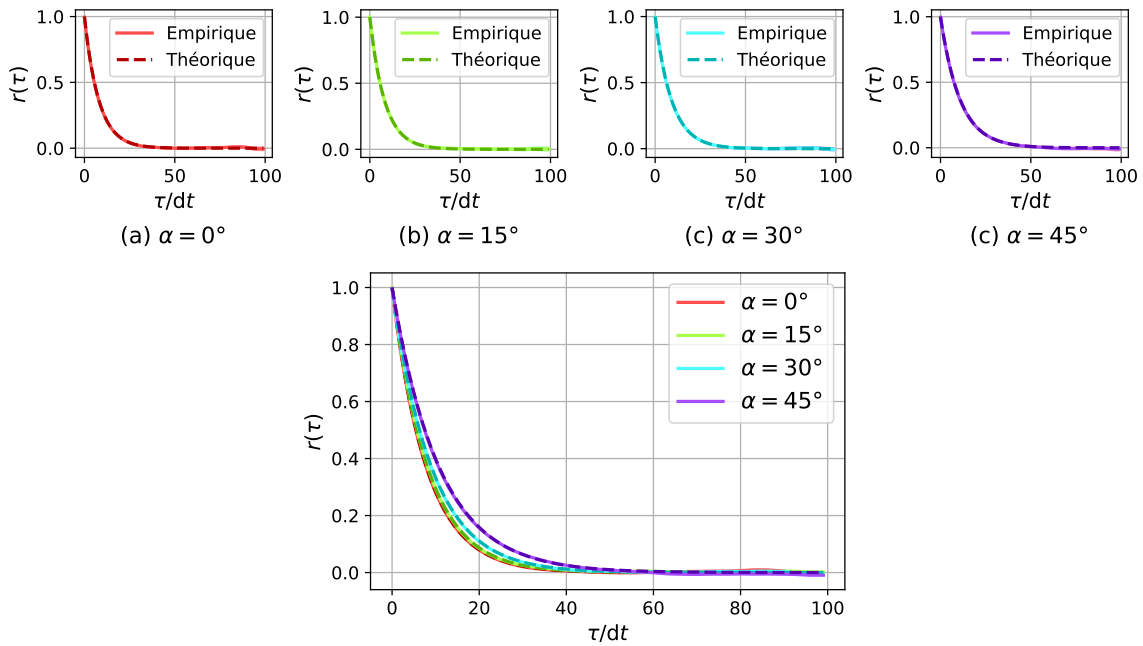 1.0
0.5
0.0
r(τ)
Empirique
Théorique
0 50 100
τ/dt
(a) α = 0°
1.0
0.5
0.0
r(τ)
Empirique
Théorique
0 50 100
τ/dt
(b) α = 15°
1.0
0.5
0.0
r(τ)
Empirique
Théorique
0 50 100
τ/dt
(c) α = 30°
1.0
0.5
0.0
r(τ)
Empirique
Théorique
0 50 100
τ/dt
(c) α = 45°
1.0
0.8
0.6
0.4
0.2
0.0
r(τ)
α = 0°
α = 15°
α = 30°
α = 45°
0 20 40 60 80 100
τ/dt